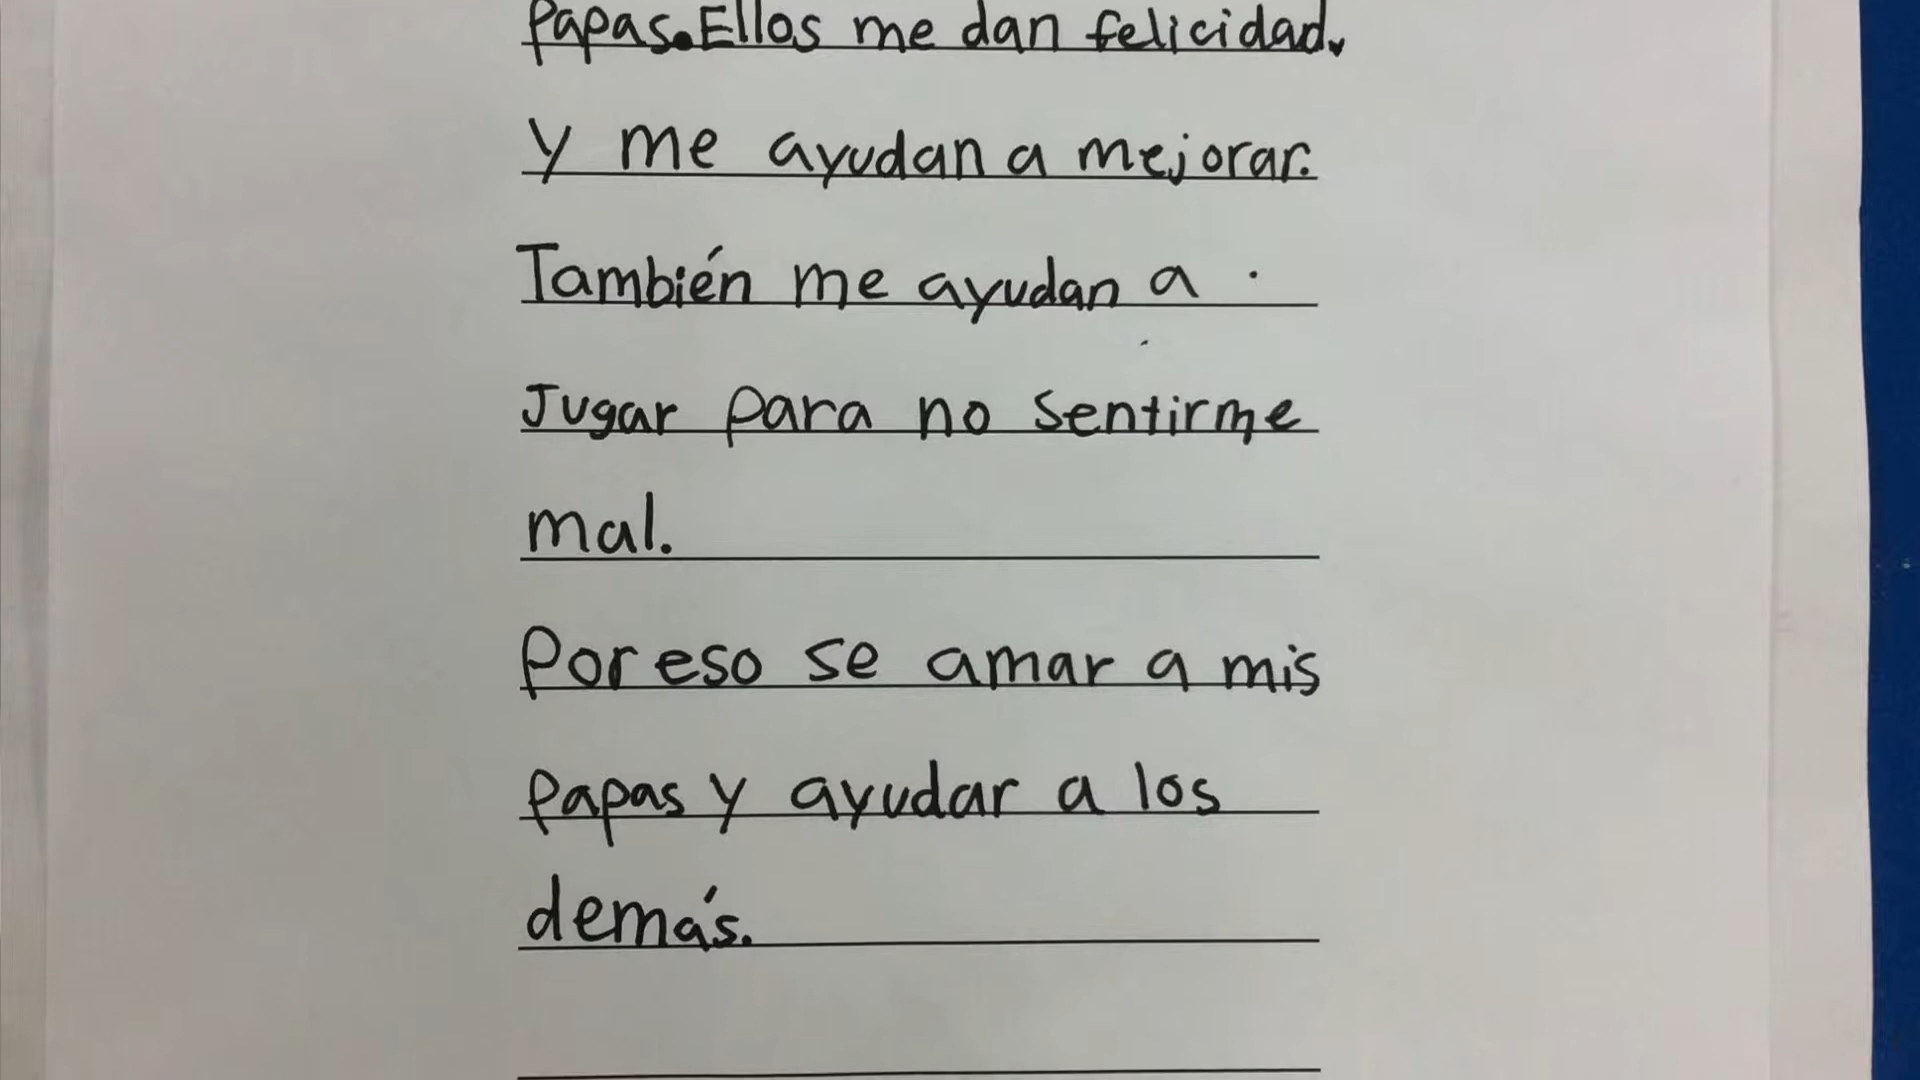 Papas. Ellos me dan felicidad,
y me ayudan a mejorar.
También me ayudan a
Jugar para no sentirme
mal.
Por eso se amar a mis
papas y ayudar a los
demás.